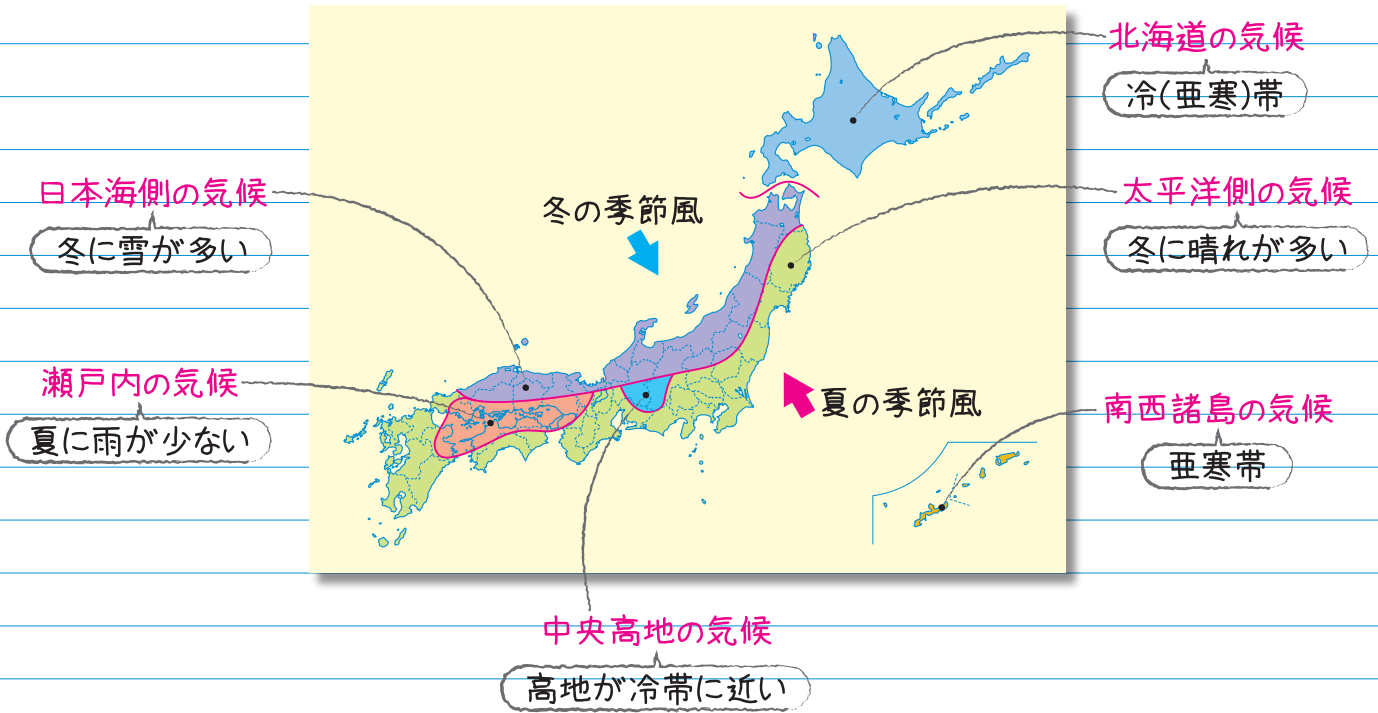 北海道の気候
冷(亜寒)帯
日本海側の気候
冬に雪が多い
冬の季節風
太平洋側の気候
冬に晴れが多い
瀬戸内の気候
夏に雨が少ない
夏の季節風
南西諸島の気候
亜寒帯
中央高地の気候
高地が冷帯に近い